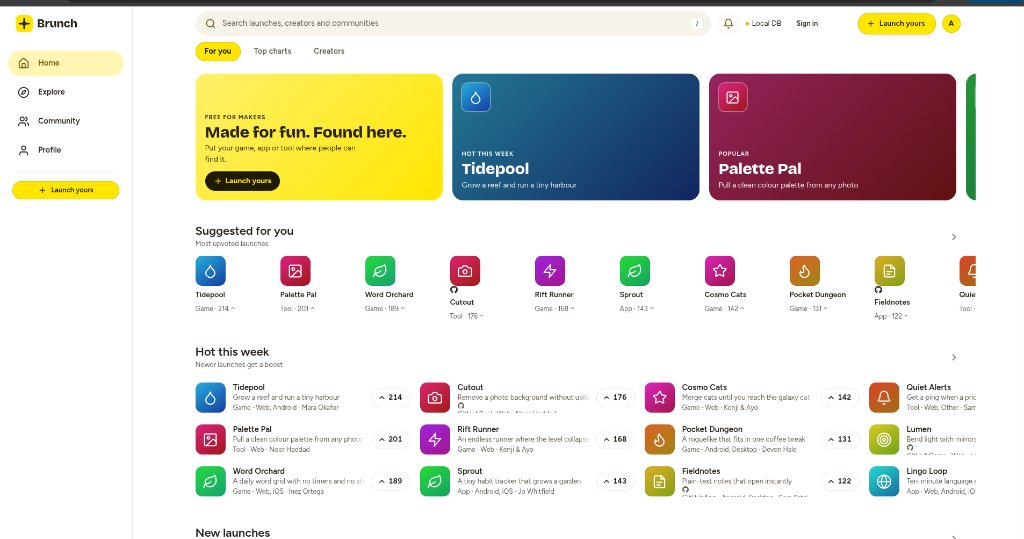 Brunch
Search launches, creators and communities
/
Local DB
Sign in
+ Launch yours
A
Home
Explore
Community
Profile
+ Launch yours
For you
Top charts
Creators
FREE FOR MAKERS
Made for fun. Found here.
Put your game, app or tool where people can
find it.
+ Launch yours
HOT THIS WEEK
Tidepool
Grow a reef and run a tiny harbour
POPULAR
Palette Pal
Pull a clean colour palette from any photo
Suggested for you
Most upvoted launches
Tidepool
Game · 214
Palette Pal
Tool · 201
Word Orchard
Game · 189
Cutout
Tool · 176
Rift Runner
Game · 168
Sprout
App · 143
Cosmo Cats
Game · 142
Pocket Dungeon
Game · 131
Fieldnotes
App · 122
Tool ·
Hot this week
Newer launches get a boost
Tidepool
Grow a reef and run a tiny harbour
Game · Web, Android · Mara Okafor
214
Palette Pal
Pull a clean colour palette from any photo
Tool · Web · Noor Haddad
201
Word Orchard
A daily word grid with no timers and no
Game · Web, iOS · Inez Ortega
189
Cutout
Remove a photo background without
176
Rift Runner
An endless runner where the level
Game · Web · Kenji & Ayo
168
Sprout
A tiny habit tracker that grows a garden
App · Android, iOS · Jo Whitfield
143
Cosmo Cats
Merge cats until you reach the galaxy cat
Game · Web · Kenji & Ayo
142
Pocket Dungeon
A roguelike that fits in one coffee break
Game · Android, Desktop · Devon Hale
131
Fieldnotes
Plain-text notes that open instantly
122
Quiet Alerts
Get a ping when a
Tool · Web, Other ·
Lumen
Bend light with mirrors
Lingo Loop
Ten-minute language
App · Web, Android,
New launches